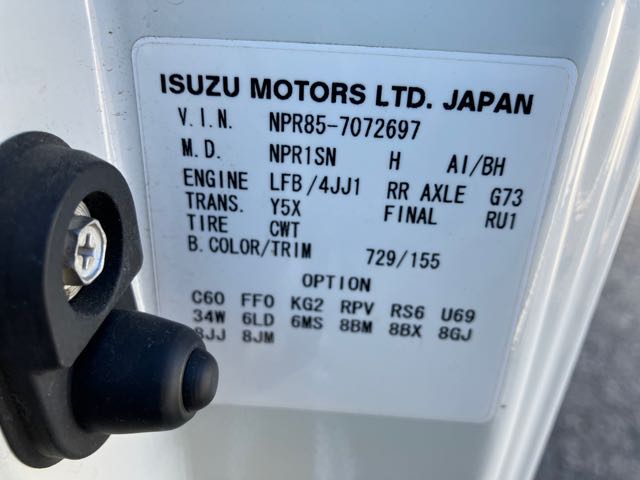 ISUZU MOTORS LTD. JAPAN
V.I.N. NPR85-7072697
M.D. NPR1SN H AI/BH
ENGINE LFB/4JJ1 RR AXLE G73
TRANS. Y5X FINAL RU1
TIRE CWT
B.COLOR/TRIM 729/155
OPTION
C60 FF0 KG2 RPV RS6 U69
34W 6LD 6MS 8BM 8BX 8GJ
8JJ 8JM